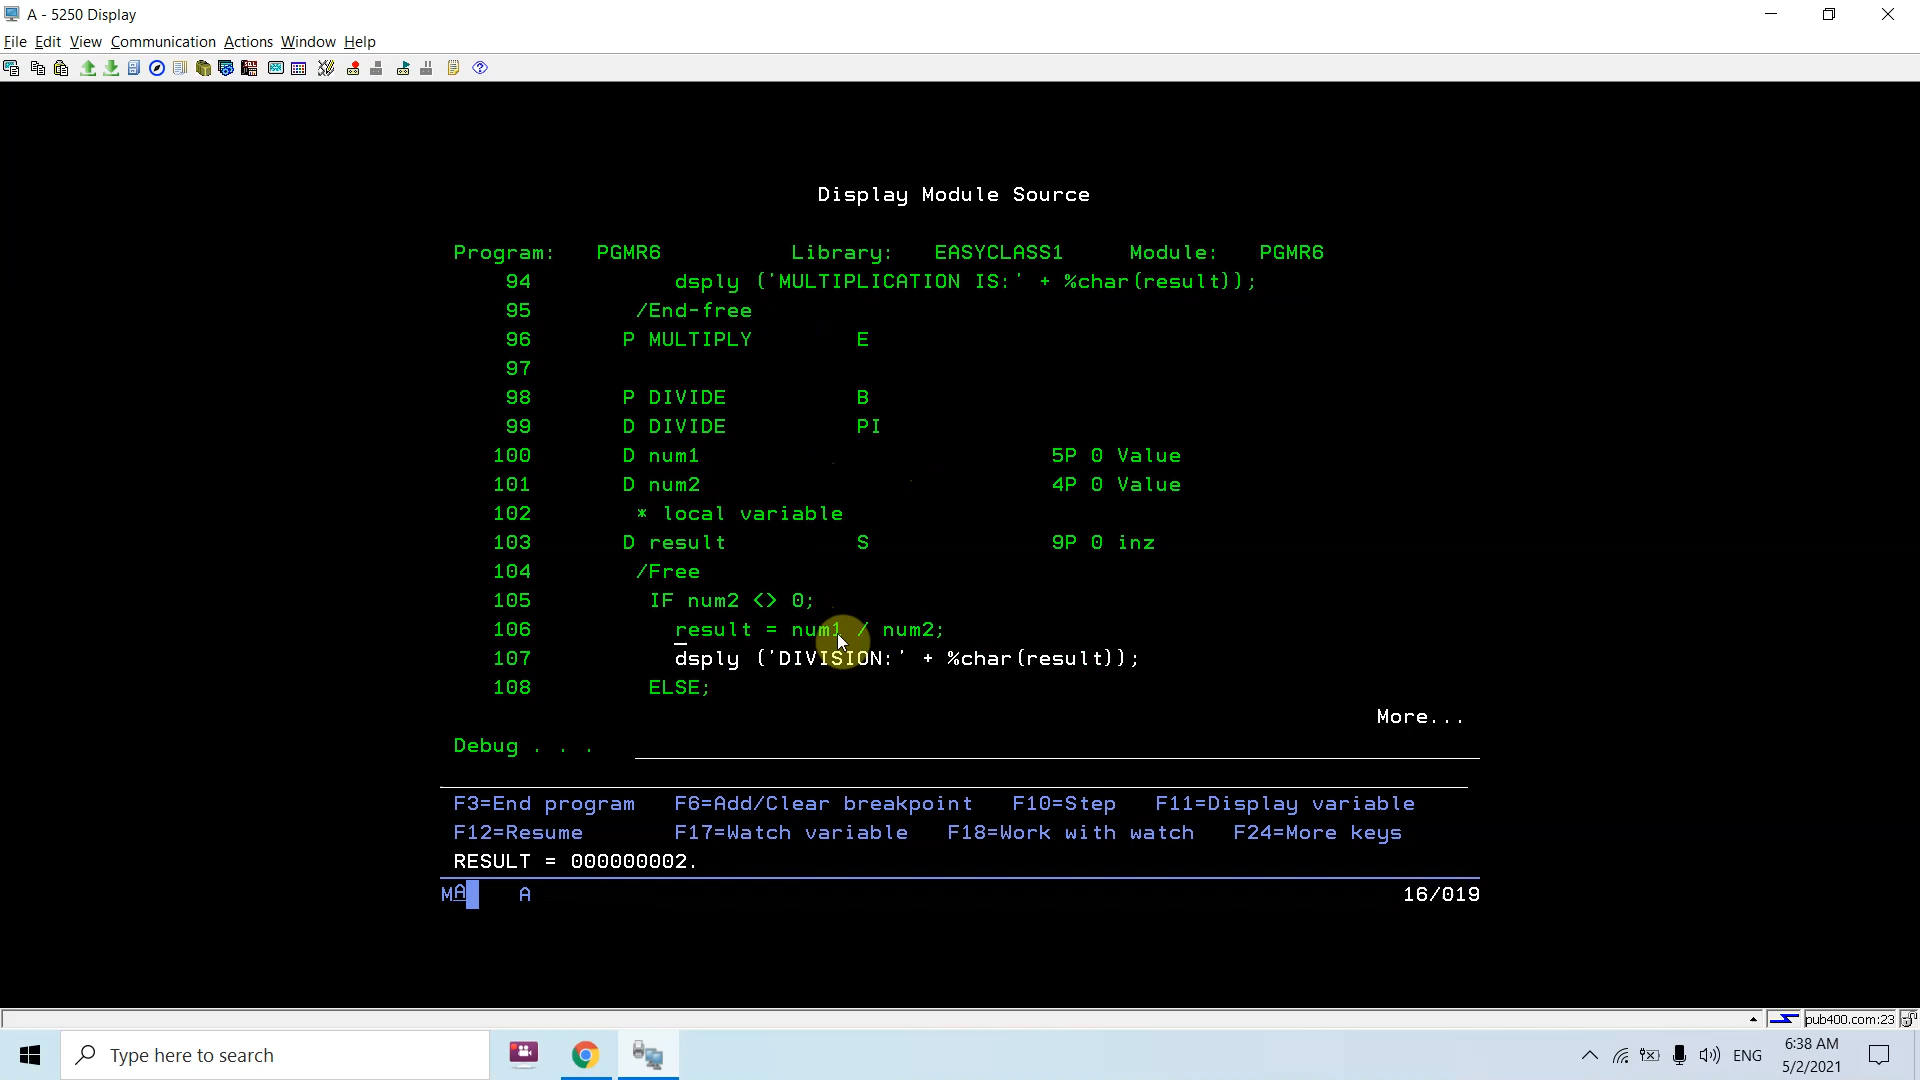 A - 5250 Display
File Edit View Communication Actions Window Help
Display Module Source
Program: PGMR6 Library: EASYCLASS1 Module: PGMR6
94 dsply ('MULTIPLICATION IS:' + %char(result));
95 /End-free
96 P MULTIPLY E
97
98 P DIVIDE B
99 D DIVIDE PI
100 D num1 5P 0 Value
101 D num2 4P 0 Value
102 * local variable
103 D result S 9P 0 inz
104 /Free
105 IF num2 <> 0;
106 result = num1 / num2;
107 dsply ('DIVISION:' + %char(result));
108 ELSE;
More...
Debug . . .
F3=End program F6=Add/Clear breakpoint F10=Step F11=Display variable
F12=Resume F17=Watch variable F18=Work with watch F24=More keys
RESULT = 000000002.
MA A 16/019
pub400.com:23
Type here to search
ENG
6:38 AM
5/2/2021